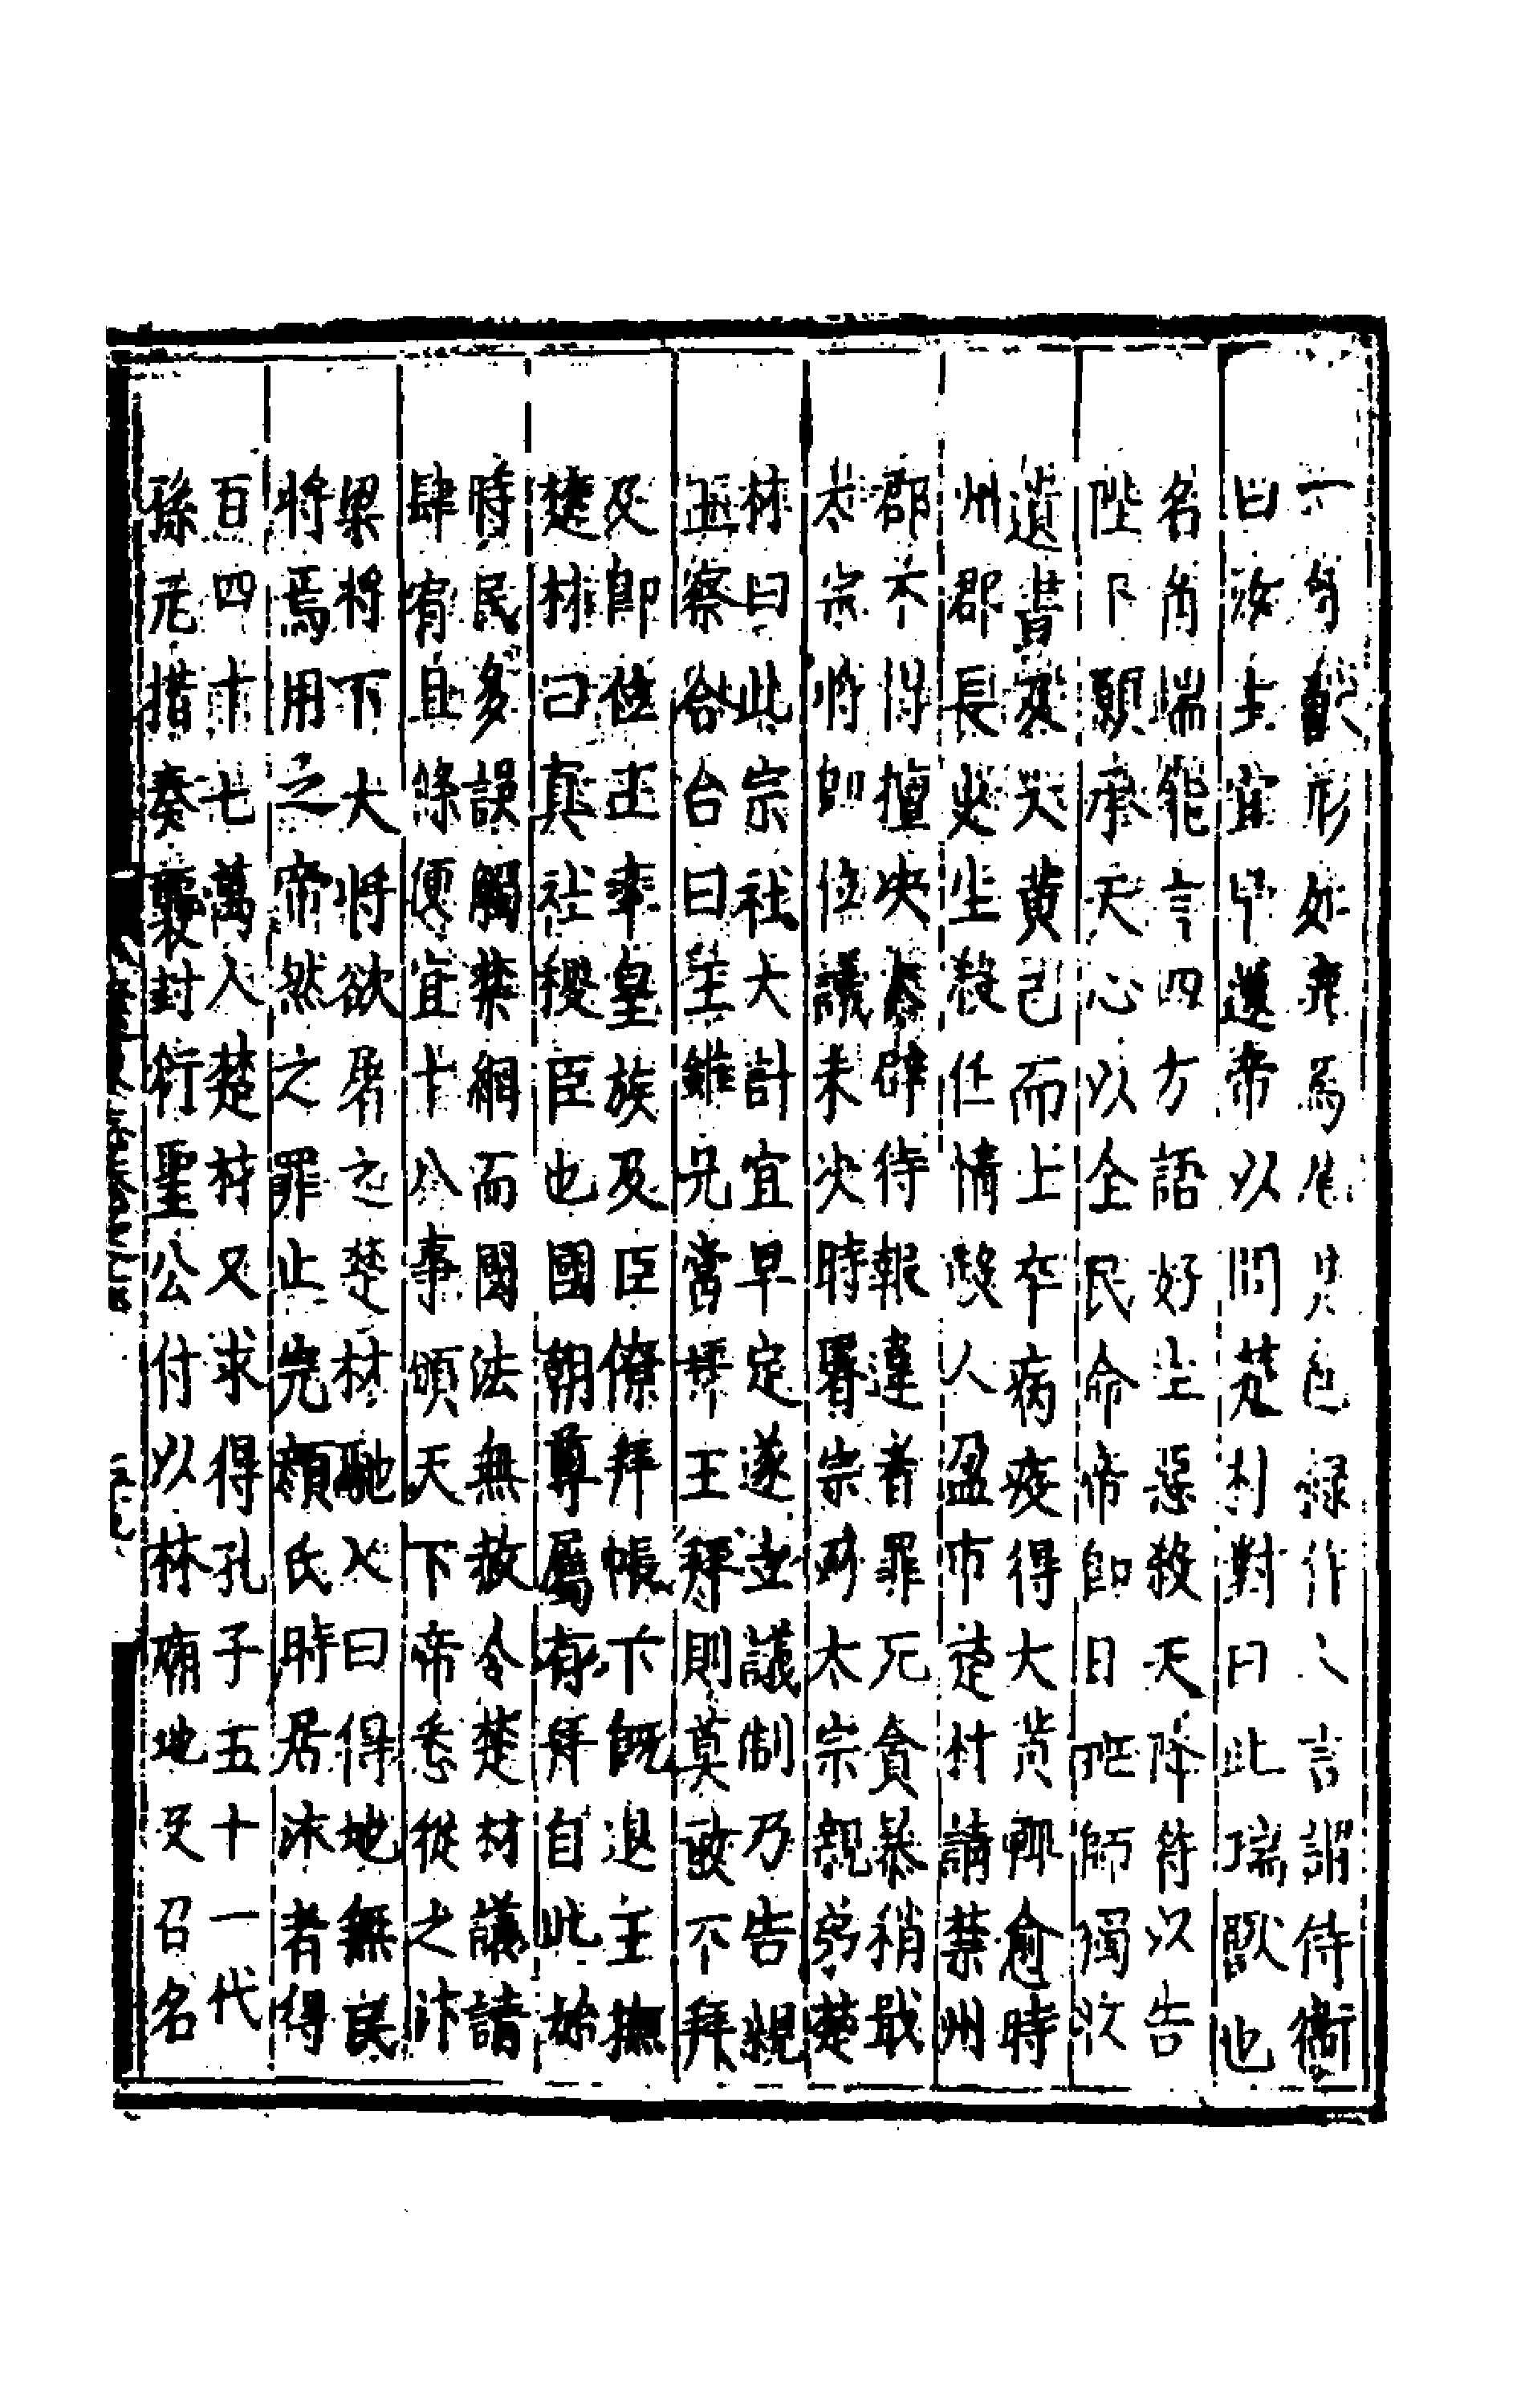 一角獸形如鹿馬尾其色綠作人言謂侍衛
曰汝主宜早還帝以問楚材對曰此瑞獸也
名角端能言四方語好生惡殺天降符以告
陛下願承天心以全民命帝即日班師獨收
遺書及大黃已而士卒病疫得大黃輒愈時
州郡長吏生殺任情殺人盈市楚材請禁州
郡不得擅決大辟待報違者罪死貪暴稍戢
太宗將即位議未決時睿宗爲太宗親弟楚
材曰此宗社大計宜早定遂立議制乃告親
王察合台曰王雖兄當拜王拜則莫敢不拜
及即位王率皇族及臣僚拜帳下既退王撫
楚材曰真社稷臣也國朝尊屬有拜自此始
時民多誤觸禁網而國法無赦令楚材議請
肆宥且條便宜十八事頒天下帝悉從之汴
梁將下大將欲屠之楚材馳入曰得地無民
將焉用之帝然之罪止完顏氏時居汴者得
百四十七萬人楚材又求得孔子五十一代
孫元措奏襲封衍聖公付以林廟地又召名